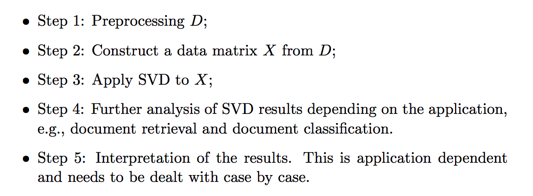 • Step 1: Preprocessing D;
• Step 2: Construct a data matrix X from D;
• Step 3: Apply SVD to X;
• Step 4: Further analysis of SVD results depending on the application,
e.g., document retrieval and document classification.
• Step 5: Interpretation of the results. This is application dependent
and needs to be dealt with case by case.